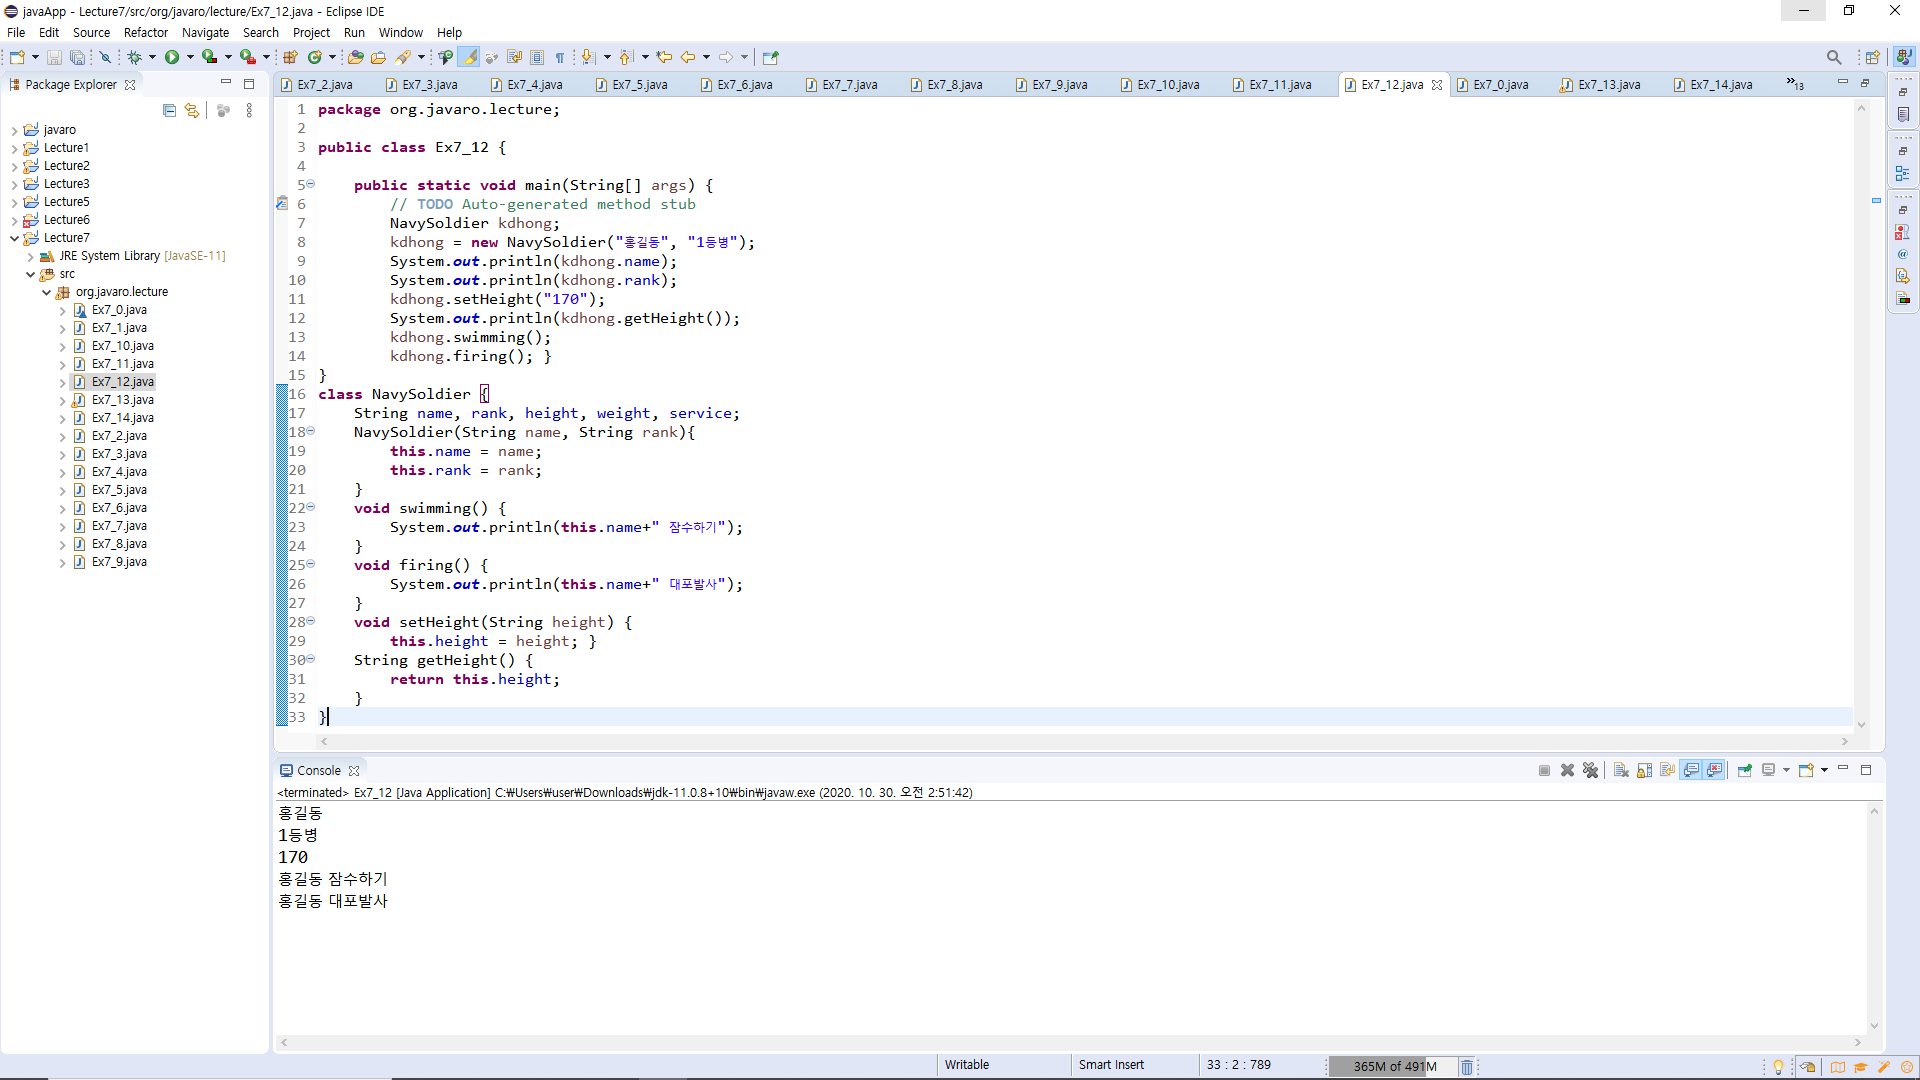 javaApp - Lecture7/src/org/javaro/lecture/Ex7_12.java - Eclipse IDE
File Edit Source Refactor Navigate Search Project Run Window Help
Package Explorer
Ex7_2.java Ex7_3.java Ex7_4.java Ex7_5.java Ex7_6.java Ex7_7.java Ex7_8.java Ex7_9.java Ex7_10.java Ex7_11.java Ex7_12.java Ex7_0.java Ex7_13.java Ex7_14.java »13
javaro
Lecture1
Lecture2
Lecture3
Lecture5
Lecture6
Lecture7
JRE System Library [JavaSE-11]
src
org.javaro.lecture
Ex7_0.java
Ex7_1.java
Ex7_10.java
Ex7_11.java
Ex7_12.java
Ex7_13.java
Ex7_14.java
Ex7_2.java
Ex7_3.java
Ex7_4.java
Ex7_5.java
Ex7_6.java
Ex7_7.java
Ex7_8.java
Ex7_9.java
1 package org.javaro.lecture;
2
3 public class Ex7_12 {
4
5 public static void main(String[] args) {
6 // TODO Auto-generated method stub
7 NavySoldier kdhong;
8 kdhong = new NavySoldier("홍길동", "1등병");
9 System.out.println(kdhong.name);
10 System.out.println(kdhong.rank);
11 kdhong.setHeight("170");
12 System.out.println(kdhong.getHeight());
13 kdhong.swimming();
14 kdhong.firing(); }
15 }
16 class NavySoldier {
17 String name, rank, height, weight, service;
18 NavySoldier(String name, String rank){
19 this.name = name;
20 this.rank = rank;
21 }
22 void swimming() {
23 System.out.println(this.name+" 잠수하기");
24 }
25 void firing() {
26 System.out.println(this.name+" 대포발사");
27 }
28 void setHeight(String height) {
29 this.height = height; }
30 String getHeight() {
31 return this.height;
32 }
33 }
Console
<terminated> Ex7_12 [Java Application] C:₩Users₩user₩Downloads₩jdk-11.0.8+10₩bin₩javaw.exe (2020. 10. 30. 오전 2:51:42)
홍길동
1등병
170
홍길동 잠수하기
홍길동 대포발사
Writable Smart Insert 33 : 2 : 789 365M of 491M